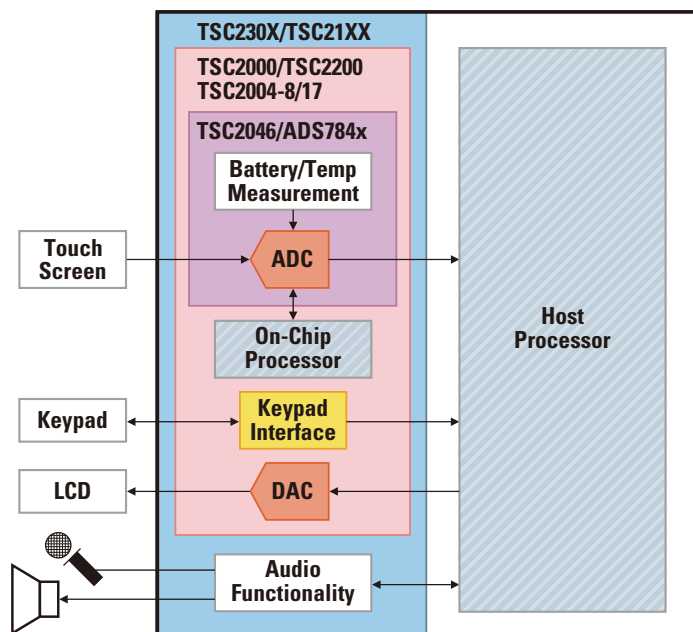 TSC230X/TSC21XX
TSC2000/TSC2200
TSC2004-8/17
TSC2046/ADS784x
Battery/Temp
Measurement
Touch
Screen
ADC
On-Chip
Processor
Host
Processor
Keypad
Keypad
Interface
LCD
DAC
Audio
Functionality